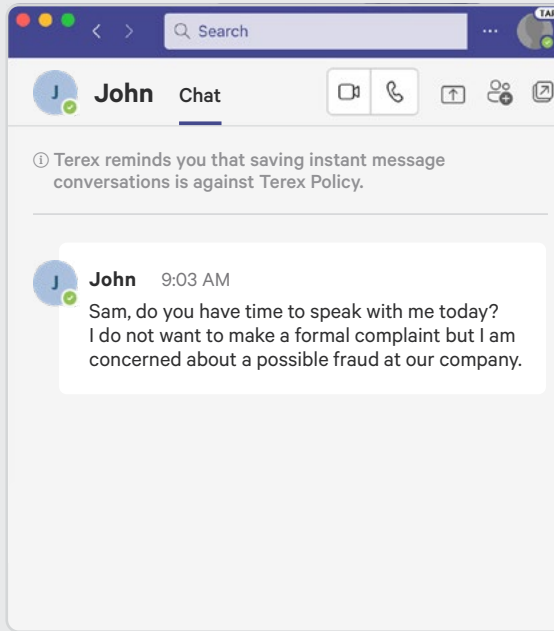 Search
...
TAP
J
John Chat
Terex reminds you that saving instant message
conversations is against Terex Policy.
J
John 9:03 AM
Sam, do you have time to speak with me today?
I do not want to make a formal complaint but I am
concerned about a possible fraud at our company.